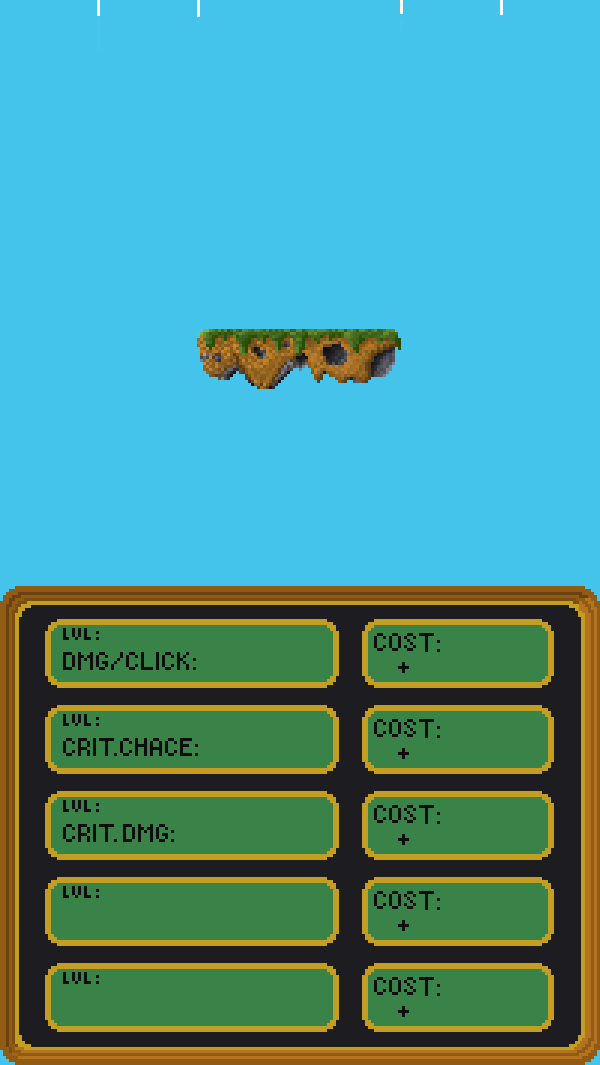 LVL:
DMG/CLICK:
COST:
+
LVL:
CRIT.CHACE:
COST:
+
LVL:
CRIT.DMG:
COST:
+
LVL:
COST:
+
LVL:
COST:
+